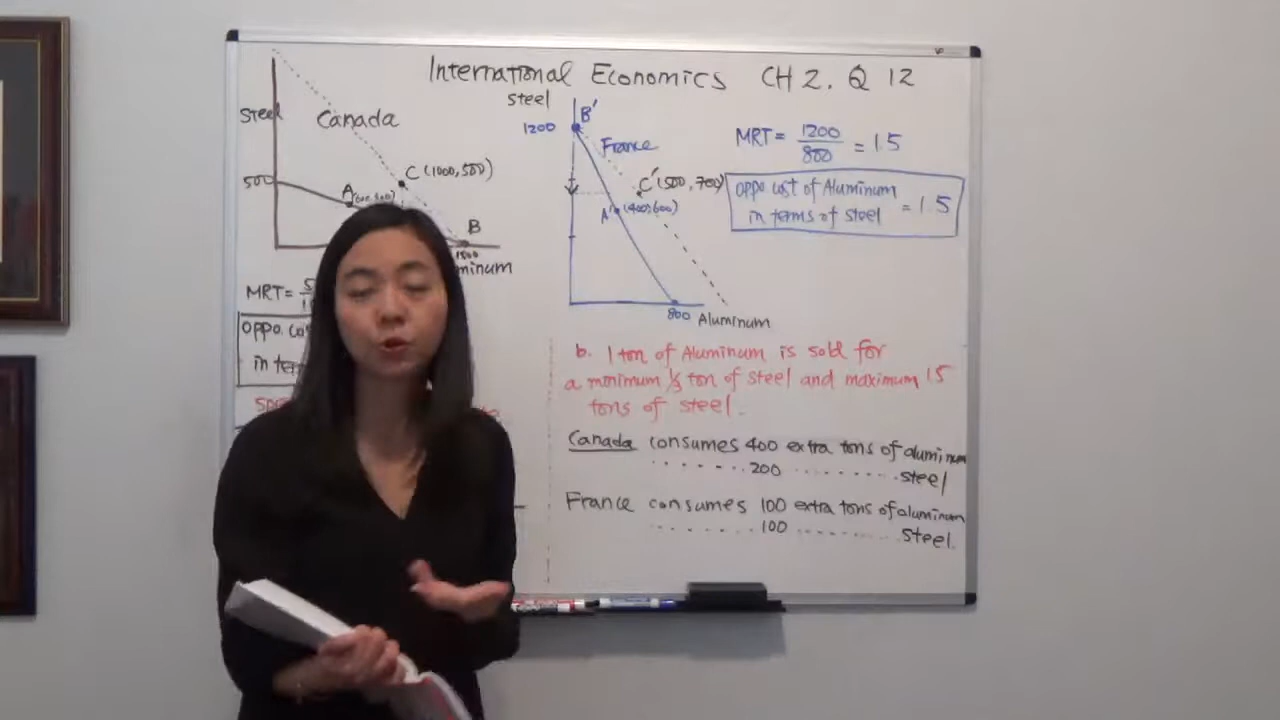 International Economics CH 2. Q 12
Steel
Canada
C (1000, 500)
500
A
B
1500
MRT=
oppo.
steel
1200
B'
France
C' (500, 700)
A' (400, 600)
800 Aluminum
MRT = 1200/800 = 1.5
oppo cost of Aluminum
in terms of steel = 1.5
b. 1 ton of Aluminum is sold for
a minimum 1/3 ton of steel and maximum 1.5
tons of steel.
Canada consumes 400 extra tons of aluminum
200 steel
France consumes 100 extra tons of aluminum
100 steel.